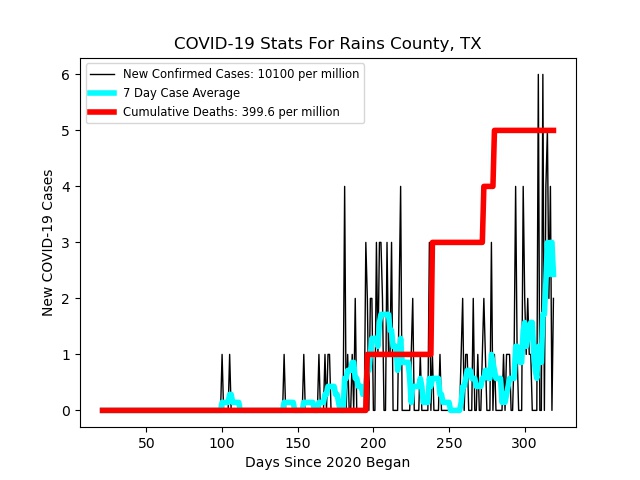 COVID-19 Stats For Rains County, TX
New Confirmed Cases: 10100 per million
7 Day Case Average
Cumulative Deaths: 399.6 per million
New COVID-19 Cases
6
5
4
3
2
1
0
50 100 150 200 250 300
Days Since 2020 Began